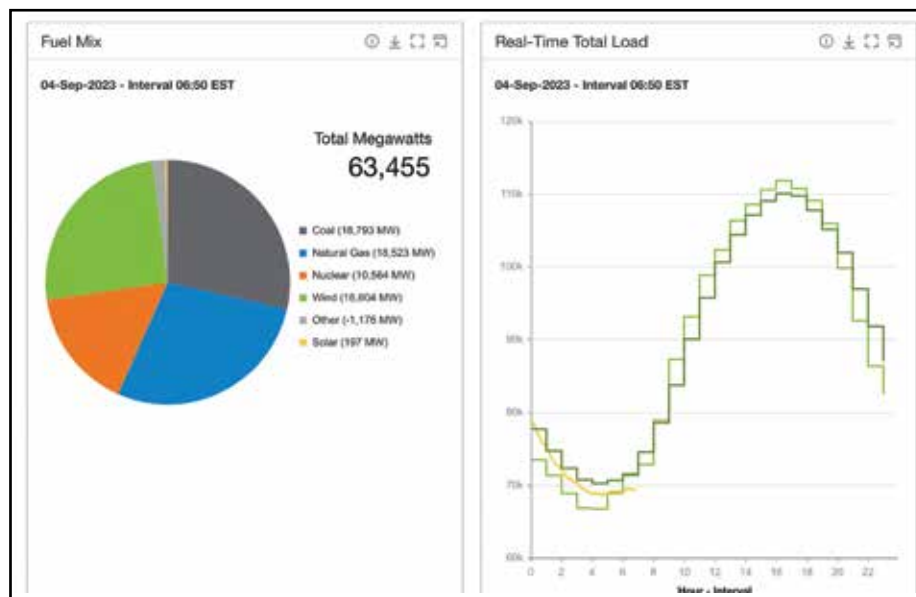 Fuel Mix
04-Sep-2023 - Interval 06:50 EST
Total Megawatts
63,455
Coal (18,793 MW)
Natural Gas (18,523 MW)
Nuclear (10,564 MW)
Wind
Other (-1,176 MW)
Solar (197 MW)
Real-Time Total Load
04-Sep-2023 - Interval 06:50 EST
120k
110k
100k
90k
80k
70k
60k
0 2 4 6 8 10 12 14 16 18 20 22
Hour - Interval